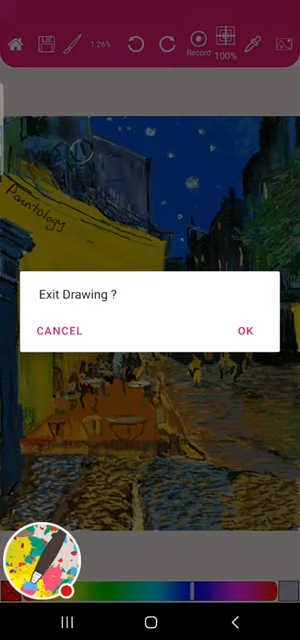 1.26%
Record
100%
Paintology
Exit Drawing ?
CANCEL
OK